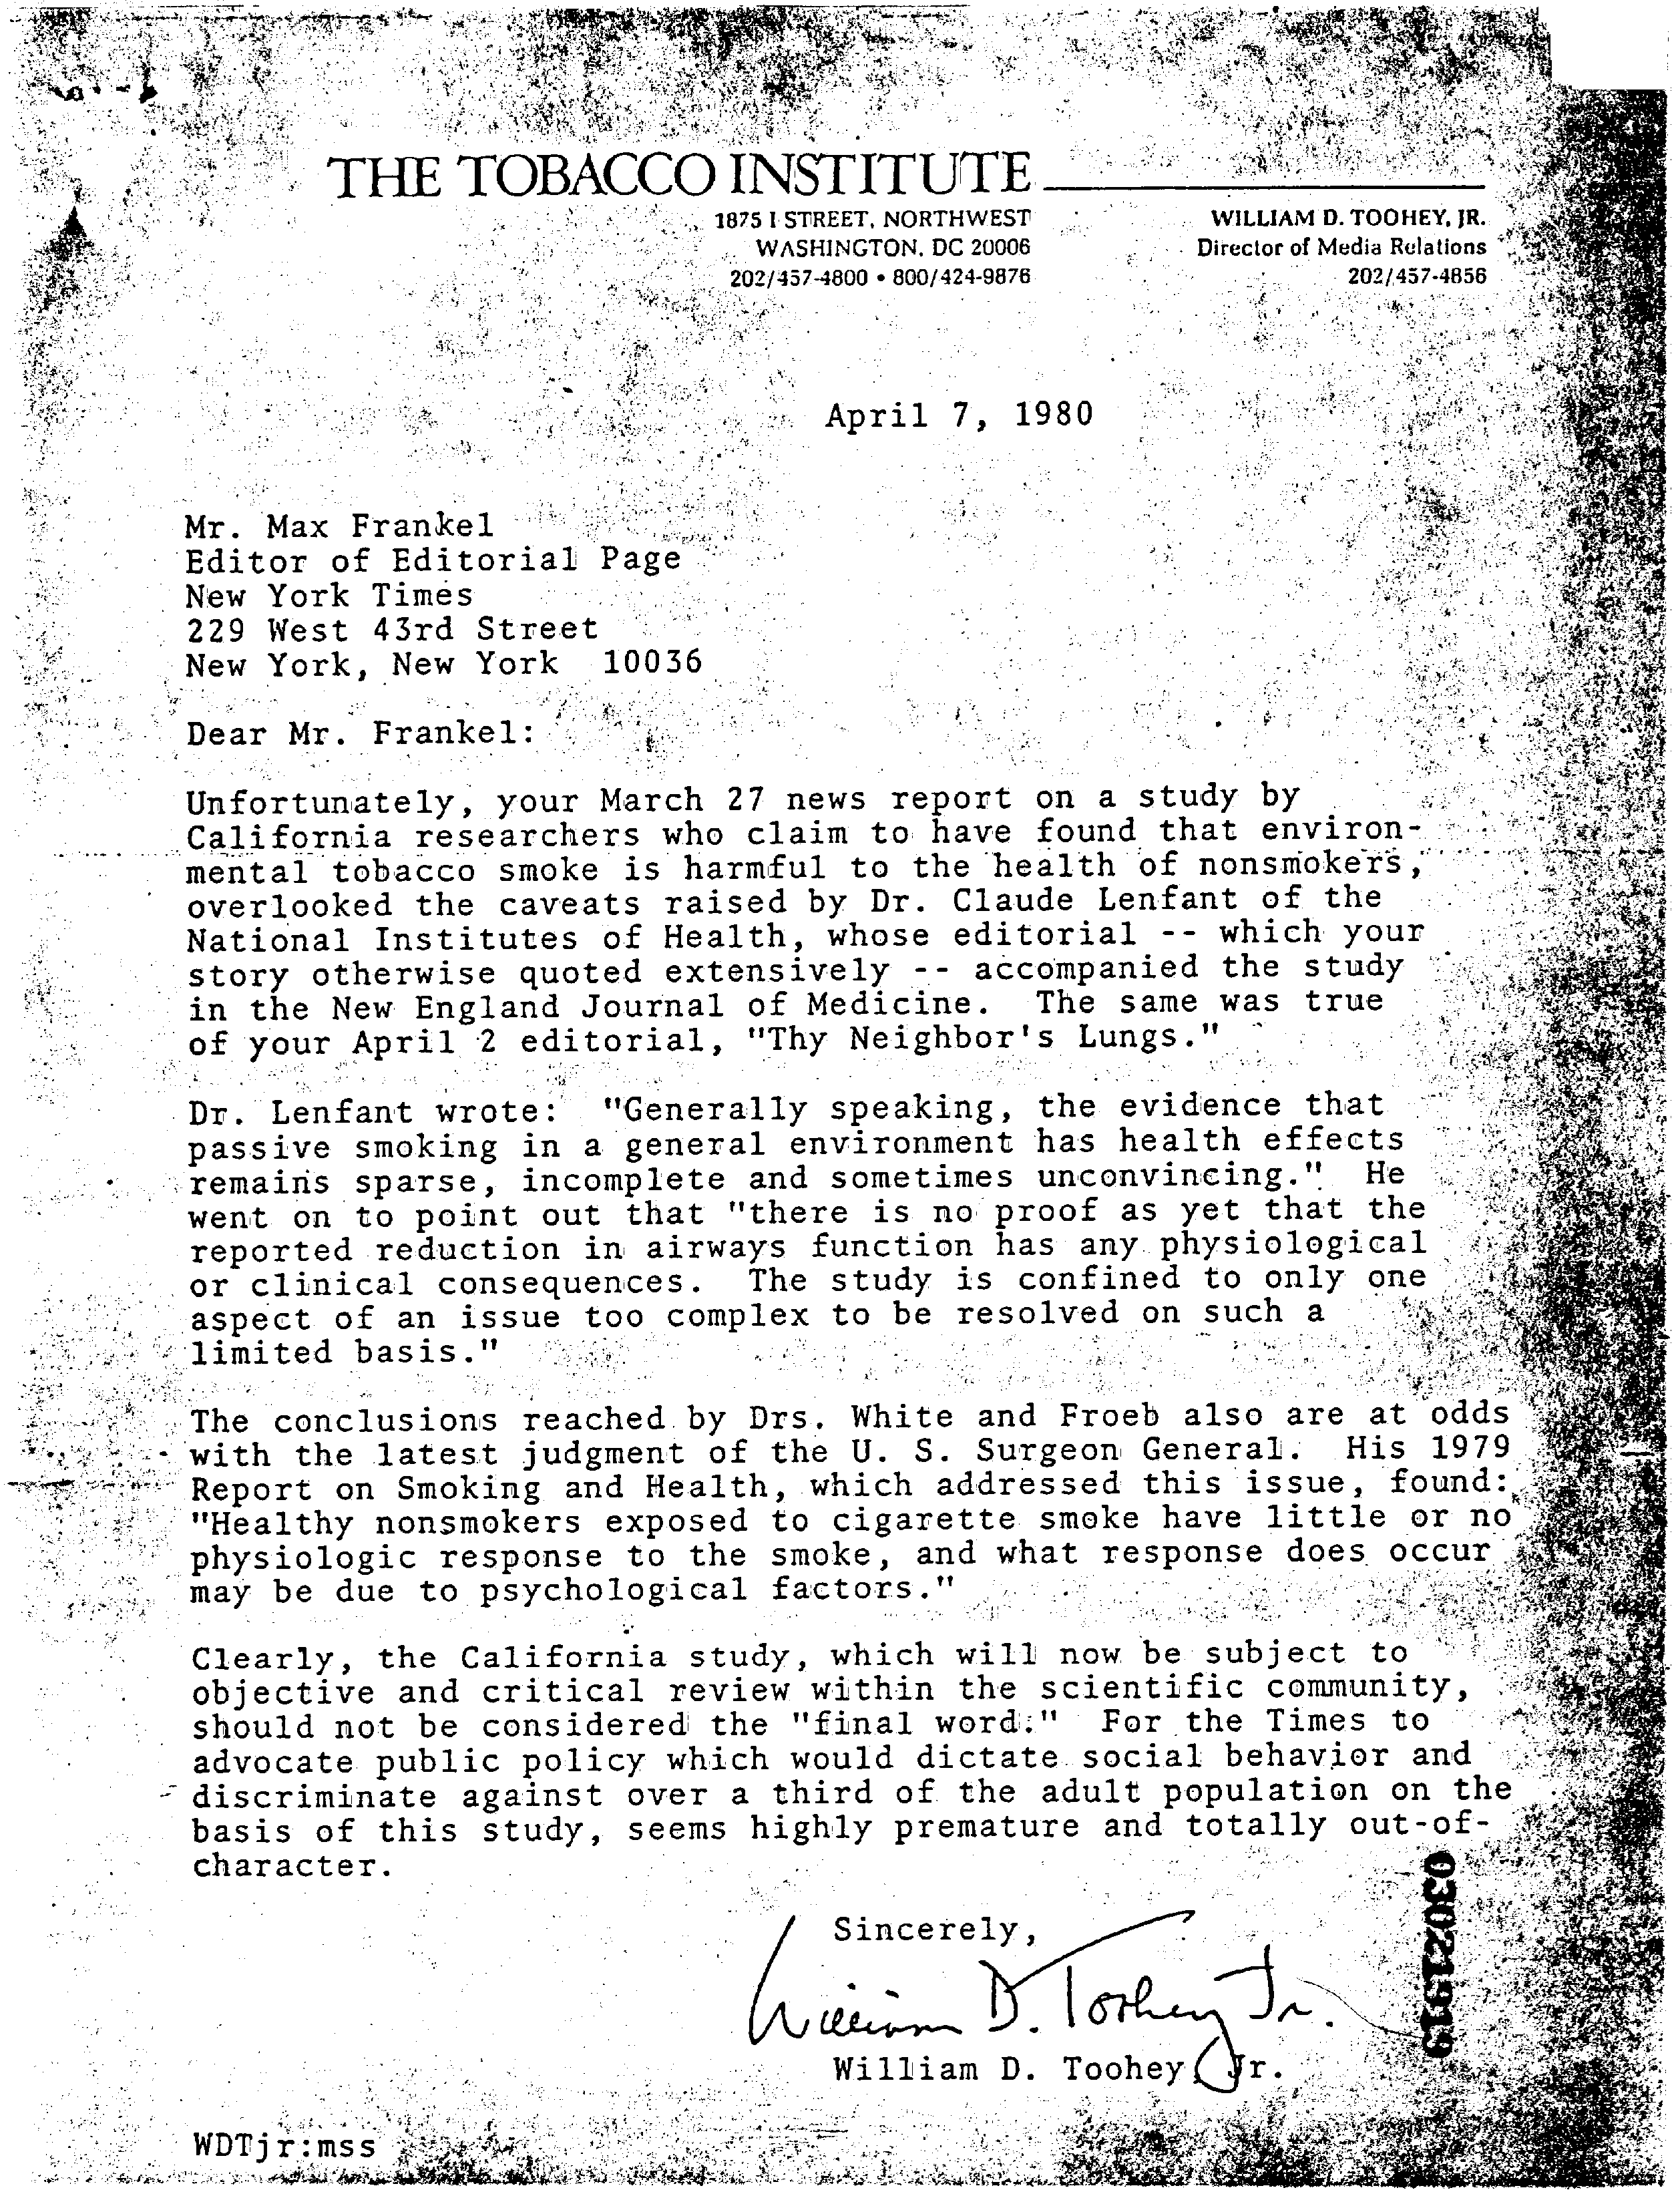 THE TOBACCO INSTITUTE
1875 I STREET, NORTHWEST
WASHINGTON, DC 20006
202/457-4800 • 800/424-9876
WILLIAM D. TOOHEY, JR.
Director of Media Relations
202/457-4856
April 7, 1980
Mr. Max Frankel
Editor of Editorial Page
New York Times
229 West 43rd Street
New York, New York  10036
Dear Mr. Frankel:
Unfortunately, your March 27 news report on a study by
California researchers who claim to have found that environ-
mental tobacco smoke is harmful to the health of nonsmokers,
overlooked the caveats raised by Dr. Claude Lenfant of the
National Institutes of Health, whose editorial -- which your
story otherwise quoted extensively -- accompanied the study
in the New England Journal of Medicine.  The same was true
of your April 2 editorial, "Thy Neighbor's Lungs."
Dr. Lenfant wrote:  "Generally speaking, the evidence that
passive smoking in a general environment has health effects
remains sparse, incomplete and sometimes unconvincing."  He
went on to point out that "there is no proof as yet that the
reported reduction in airways function has any physiological
or clinical consequences.  The study is confined to only one
aspect of an issue too complex to be resolved on such a
limited basis."
The conclusions reached by Drs. White and Froeb also are at odds
with the latest judgment of the U. S. Surgeon General.  His 1979
Report on Smoking and Health, which addressed this issue, found:
"Healthy nonsmokers exposed to cigarette smoke have little or no
physiologic response to the smoke, and what response does occur
may be due to psychological factors."
Clearly, the California study, which will now be subject to
objective and critical review within the scientific community,
should not be considered the "final word."  For the Times to
advocate public policy which would dictate social behavior and
discriminate against over a third of the adult population on the
basis of this study, seems highly premature and totally out-of-
character.
Sincerely,
William D. Toohey Jr.
William D. Toohey, Jr.
WDTjr:mss
03021919